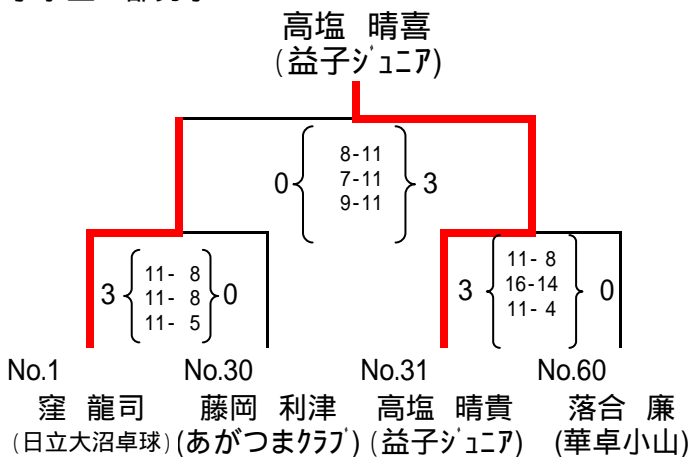 高塩 晴喜
(益子ジュニア)
8-11
0 7-11 3
9-11
11- 8
3 11- 8 0
11- 5
11- 8
3 16-14 0
11- 4
No.1 No.30 No.31 No.60
窪 龍司 藤岡 利津 高塩 晴貴 落合 廉
(日立大沼卓球) (あがつまクラブ) (益子ジュニア) (華卓小山)